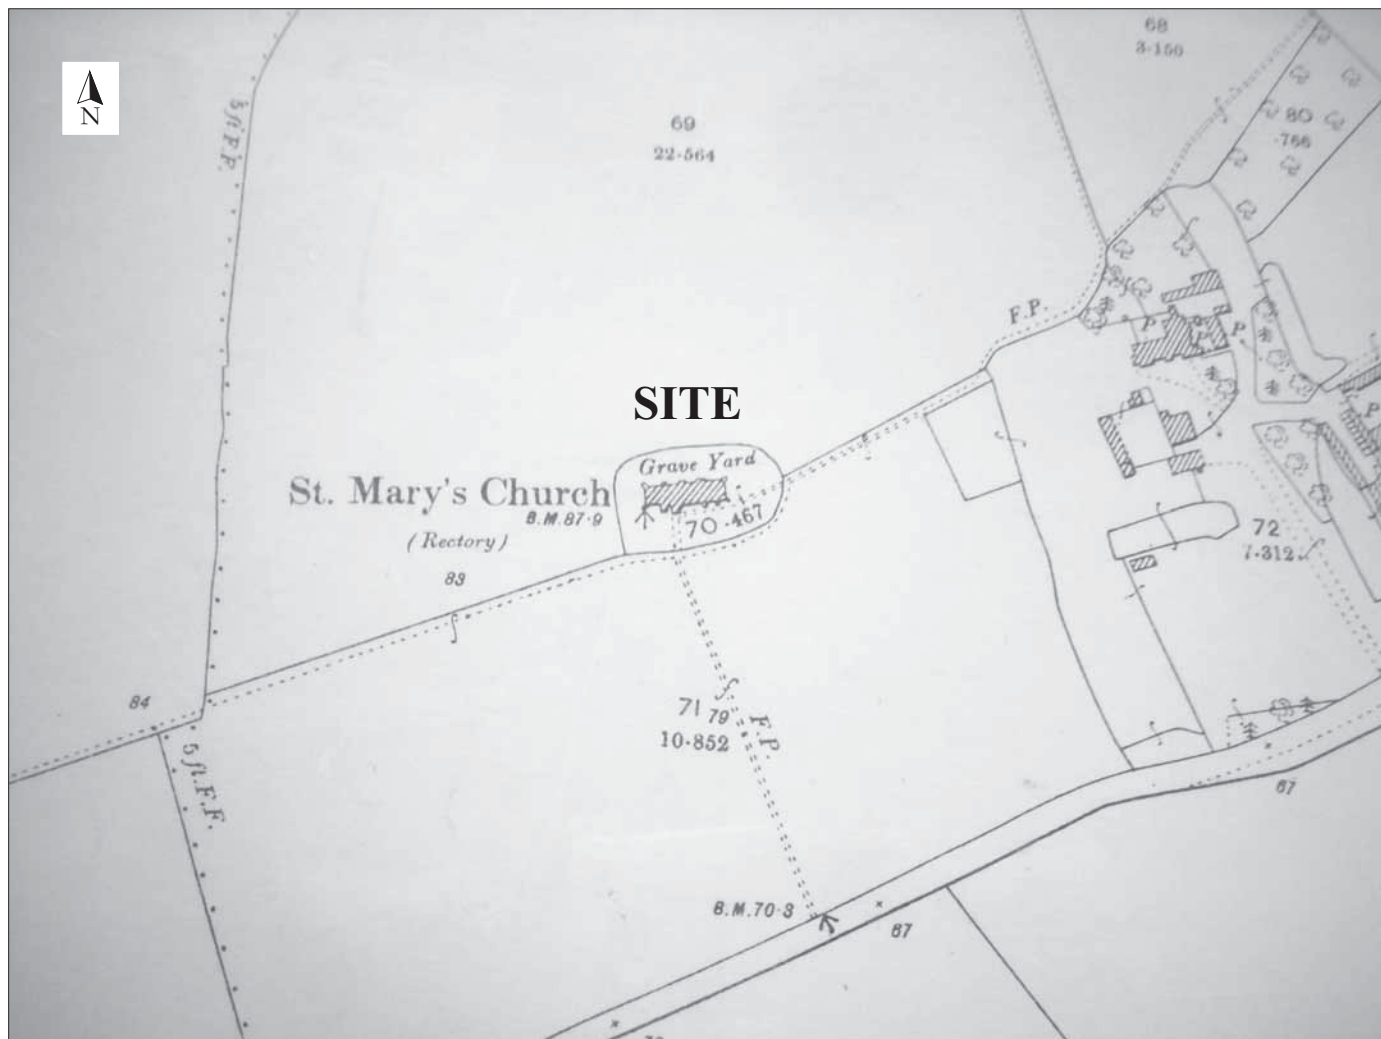 68
3·150
N
5 ft F.F.
69
22·564
80
·766
F.P.
P
P
P
SITE
Grave Yard
St. Mary's Church
B.M.87·9
(Rectory)
70 ·467
P
72
7·312
83
84
71 79
10·852
F.P.
5 ft.F.F.
67
B.M.70·3
67